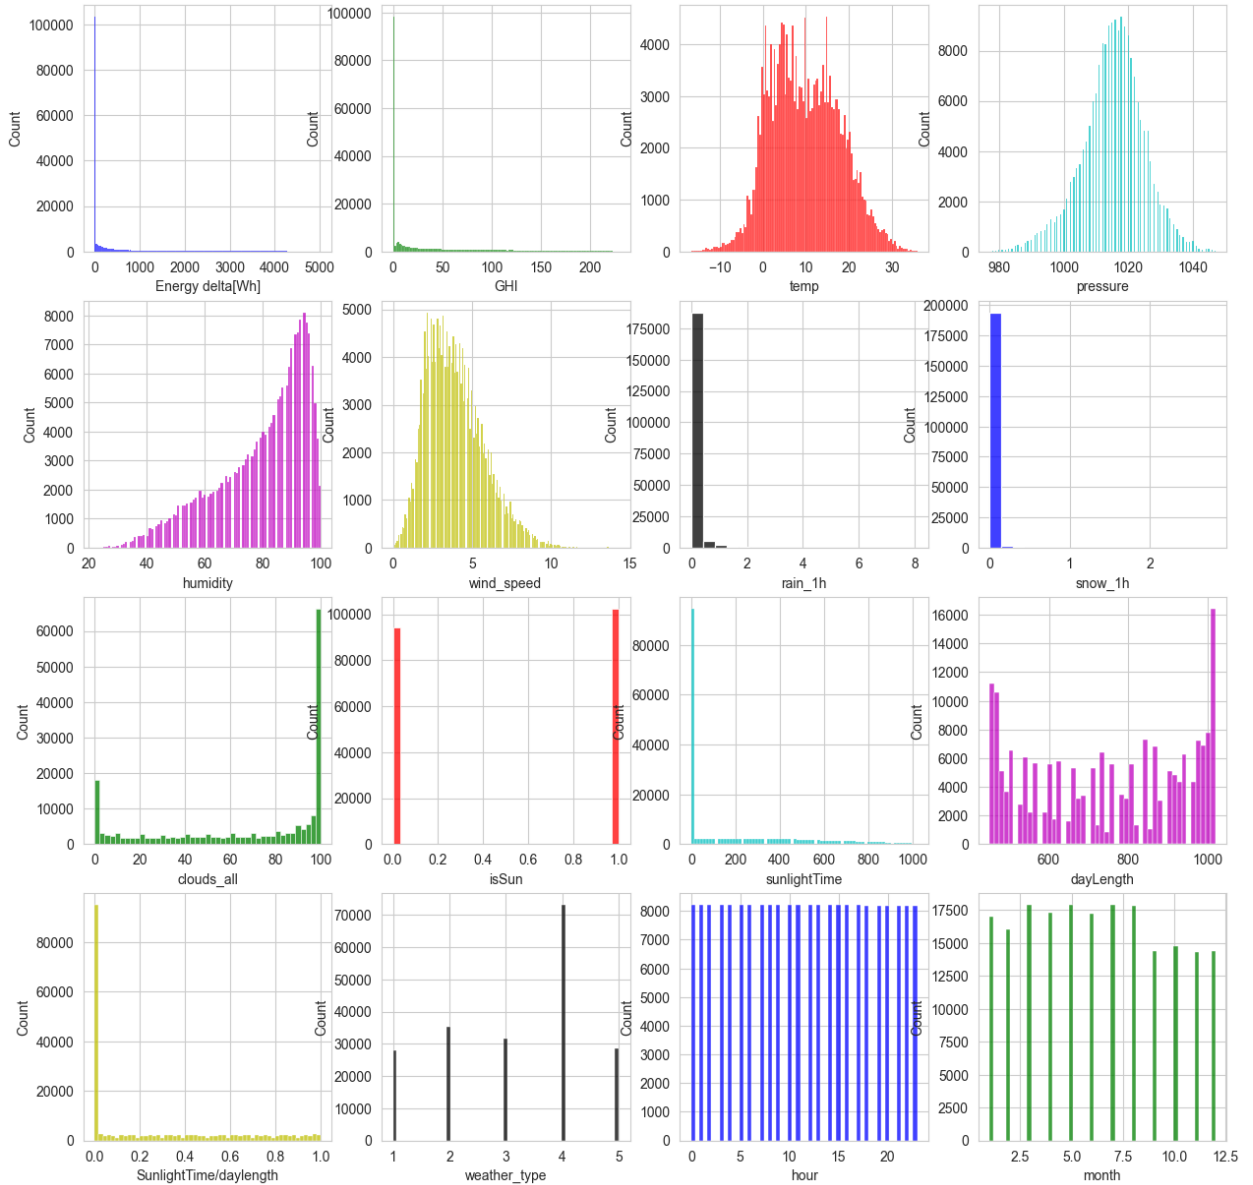 Count
100000
80000
60000
40000
20000
0
0 1000 2000 3000 4000 5000
Energy delta[Wh]
Count
100000
80000
60000
40000
20000
0
0 50 100 150 200
GHI
Count
4000
3000
2000
1000
0
−10 0 10 20 30
temp
Count
8000
6000
4000
2000
0
980 1000 1020 1040
pressure
Count
8000
7000
6000
5000
4000
3000
2000
1000
0
20 40 60 80 100
humidity
Count
5000
4000
3000
2000
1000
0
0 5 10 15
wind_speed
Count
175000
150000
125000
100000
75000
50000
25000
0
0 2 4 6 8
rain_1h
Count
200000
175000
150000
125000
100000
75000
50000
25000
0
0 1 2
snow_1h
Count
60000
50000
40000
30000
20000
10000
0
0 20 40 60 80 100
clouds_all
Count
100000
80000
60000
40000
20000
0
0.0 0.2 0.4 0.6 0.8 1.0
isSun
Count
80000
60000
40000
20000
0
0 200 400 600 800 1000
sunlightTime
Count
16000
14000
12000
10000
8000
6000
4000
2000
0
600 800 1000
dayLength
Count
80000
60000
40000
20000
0
0.0 0.2 0.4 0.6 0.8 1.0
SunlightTime/daylength
Count
70000
60000
50000
40000
30000
20000
10000
0
1 2 3 4 5
weather_type
Count
8000
7000
6000
5000
4000
3000
2000
1000
0
0 5 10 15 20
hour
Count
17500
15000
12500
10000
7500
5000
2500
0
2.5 5.0 7.5 10.0 12.5
month